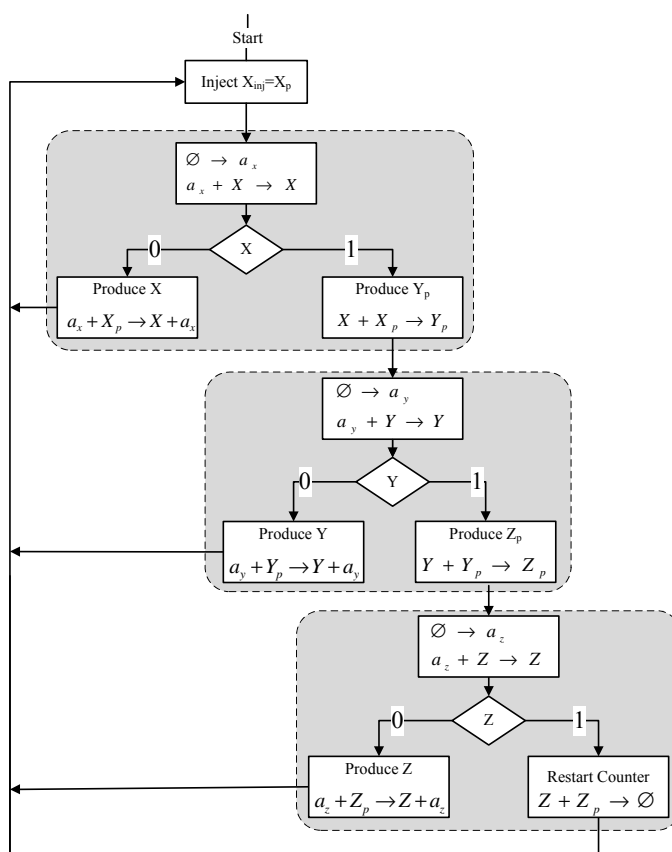 Start
Inject X_inj=X_p
∅ → a_x
a_x + X → X
X
0
1
Produce X
a_x + X_p → X + a_x
Produce Y_p
X + X_p → Y_p
∅ → a_y
a_y + Y → Y
Y
0
1
Produce Y
a_y + Y_p → Y + a_y
Produce Z_p
Y + Y_p → Z_p
∅ → a_z
a_z + Z → Z
Z
0
1
Produce Z
a_z + Z_p → Z + a_z
Restart Counter
Z + Z_p → ∅